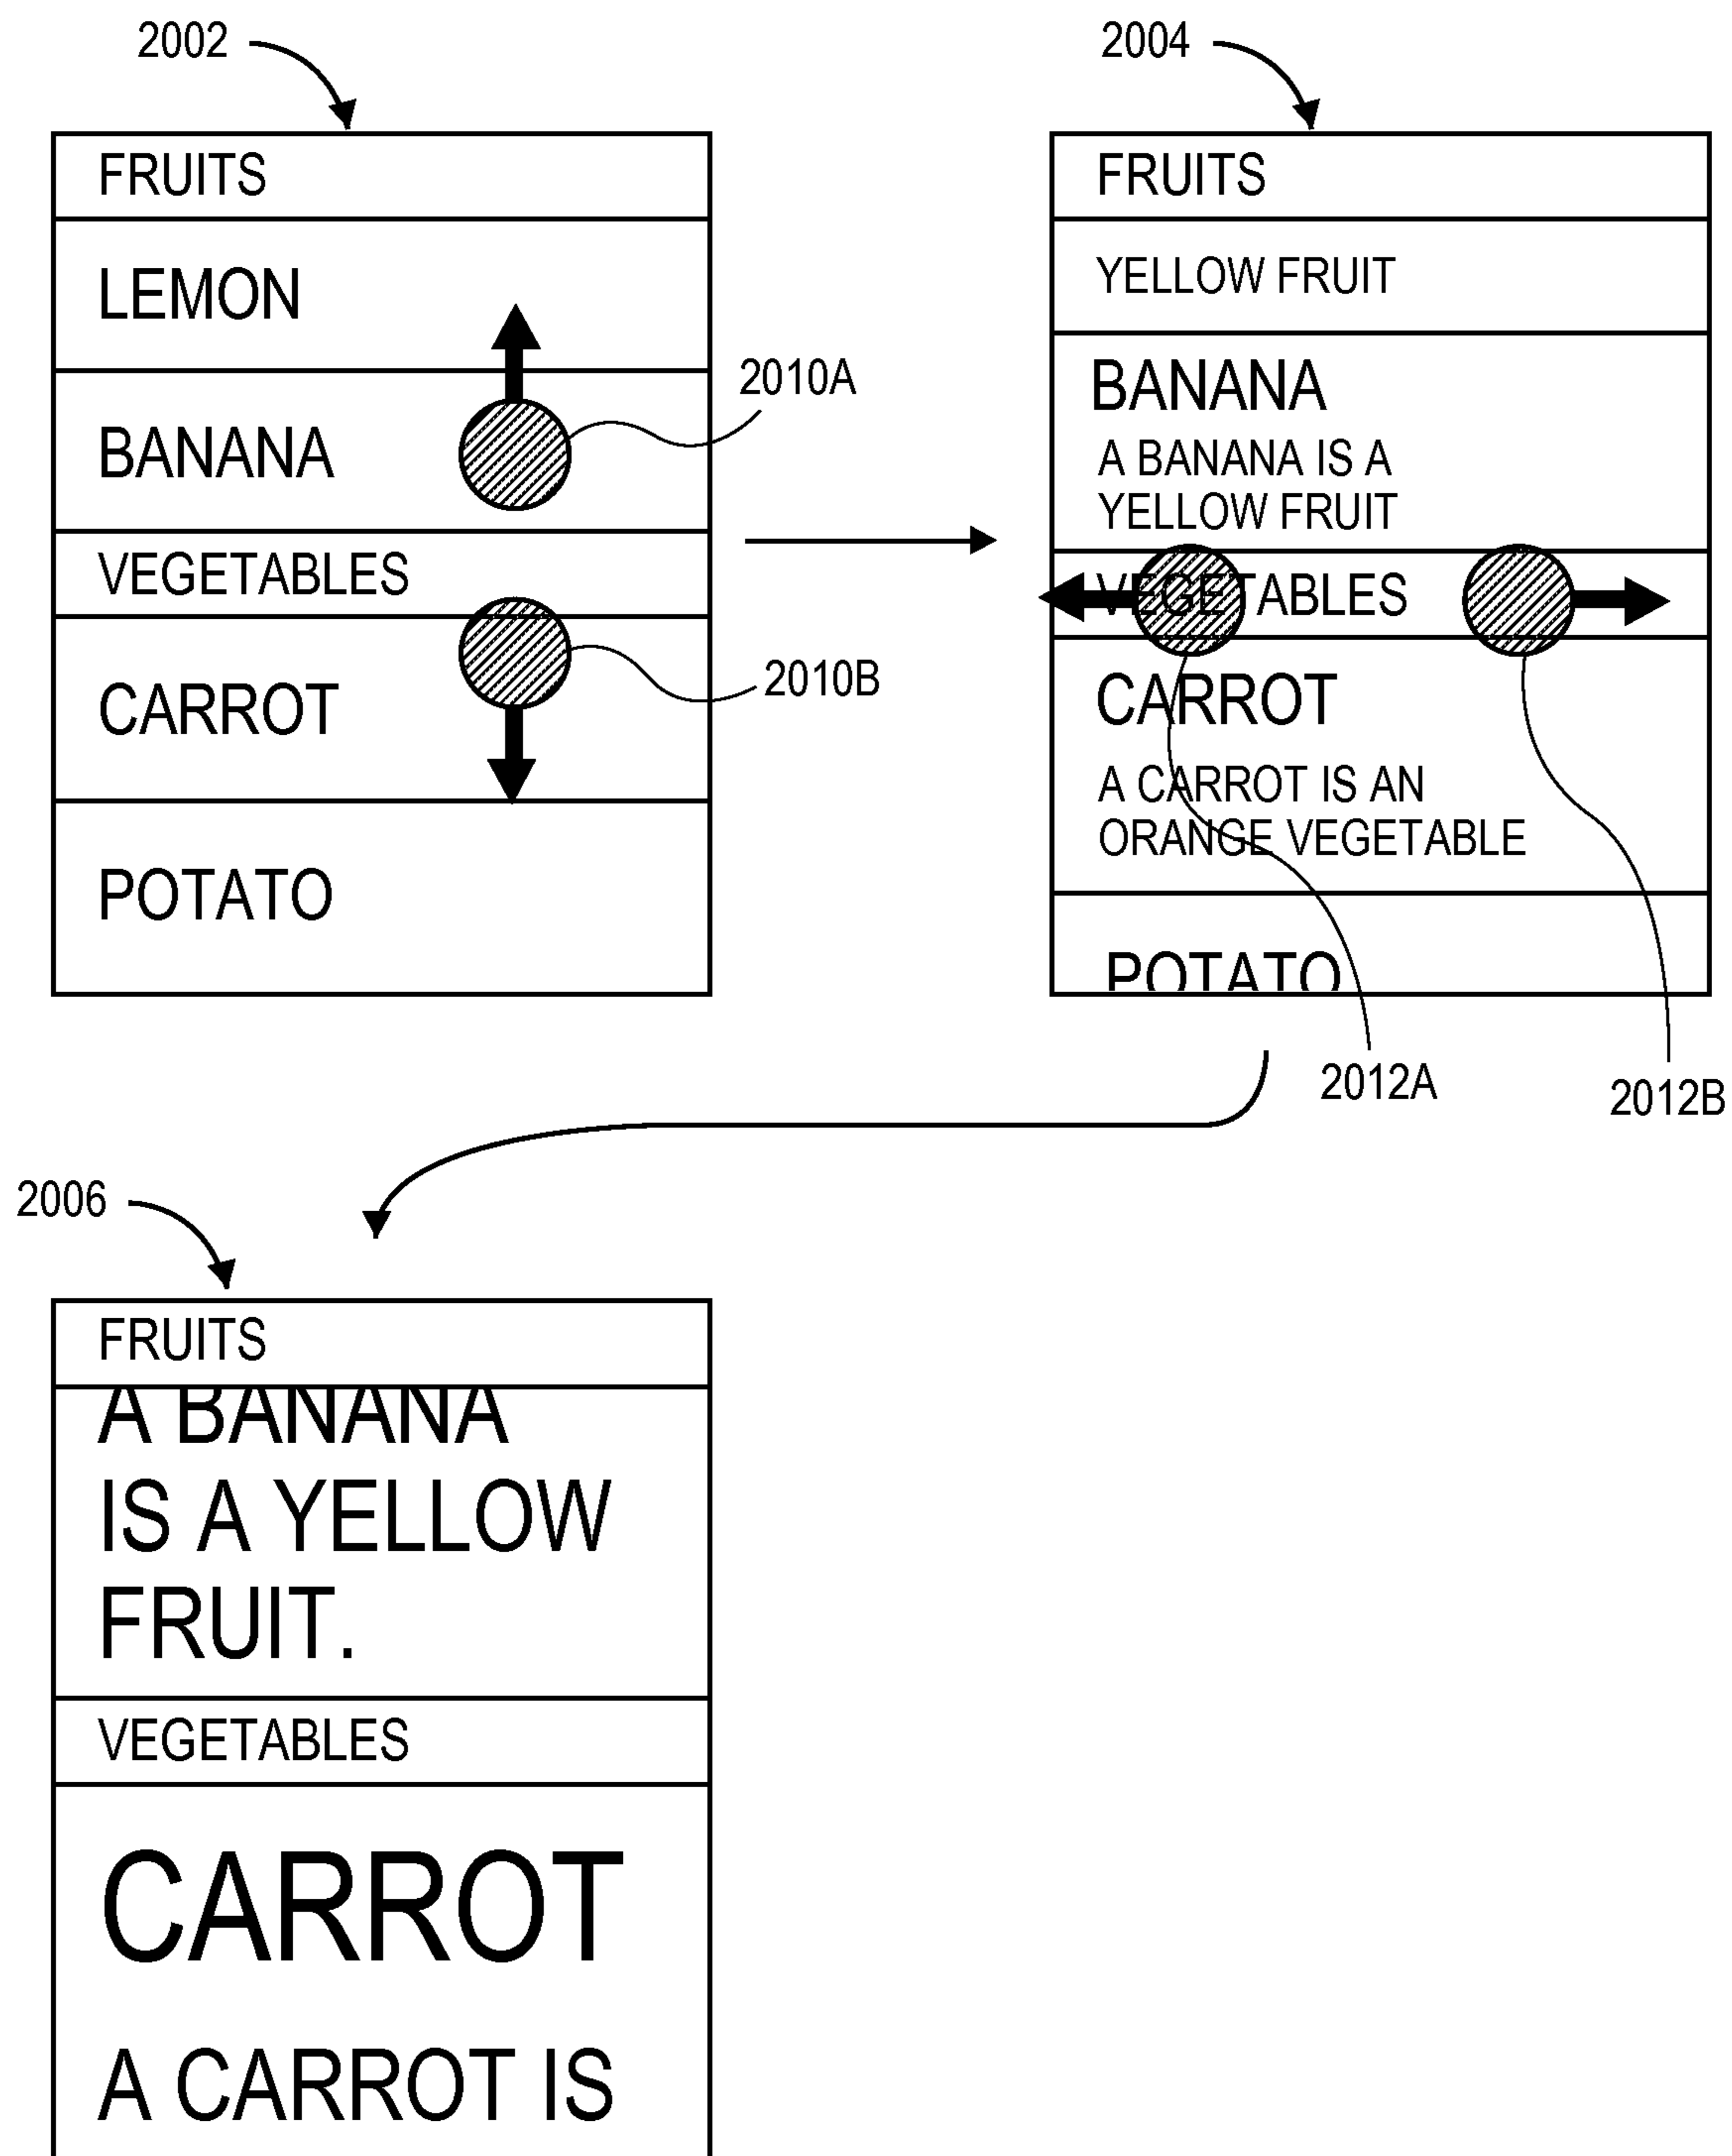 2002
FRUITS
LEMON
BANANA
2010A
VEGETABLES
2010B
CARROT
POTATO
2004
FRUITS
YELLOW FRUIT
BANANA
A BANANA IS A
YELLOW FRUIT
VEGETABLES
CARROT
A CARROT IS AN
ORANGE VEGETABLE
POTATO
2012A
2012B
2006
FRUITS
A BANANA
IS A YELLOW
FRUIT.
VEGETABLES
CARROT
A CARROT IS